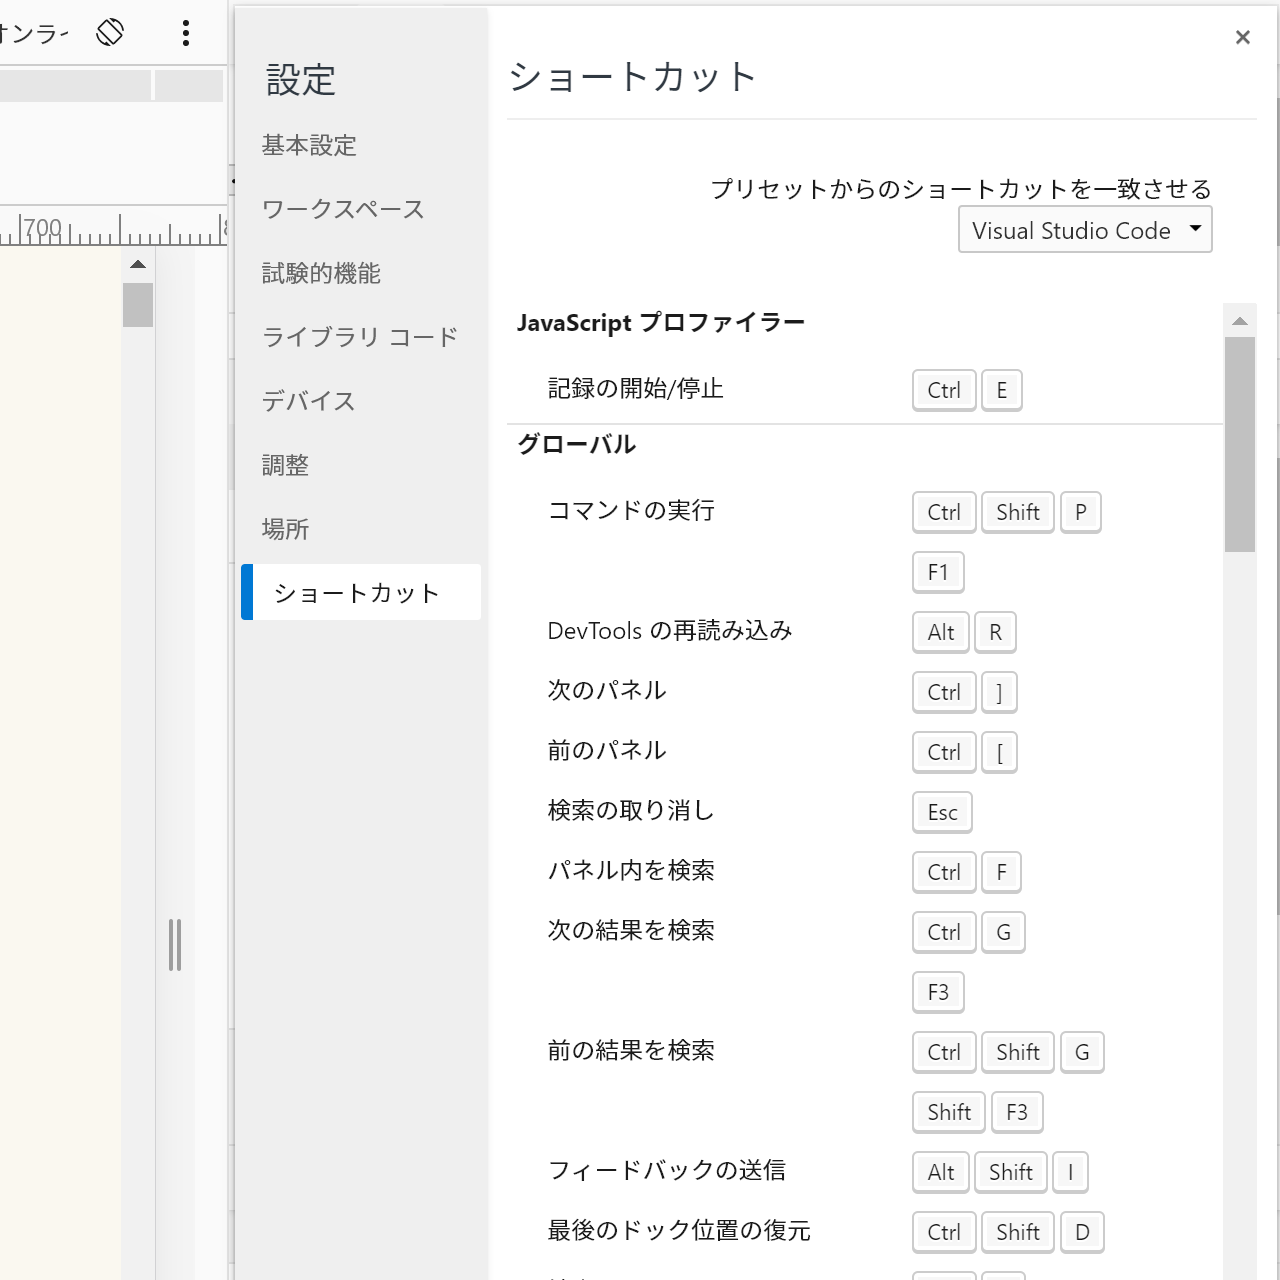 700
設定
基本設定
ワークスペース
試験的機能
ライブラリ コード
デバイス
調整
場所
ショートカット
ショートカット
プリセットからのショートカットを一致させる
Visual Studio Code
JavaScript プロファイラー
記録の開始/停止 Ctrl E
グローバル
コマンドの実行 Ctrl Shift P
F1
DevTools の再読み込み Alt R
次のパネル Ctrl ]
前のパネル Ctrl [
検索の取り消し Esc
パネル内を検索 Ctrl F
次の結果を検索 Ctrl G
F3
前の結果を検索 Ctrl Shift G
Shift F3
フィードバックの送信 Alt Shift I
最後のドック位置の復元 Ctrl Shift D